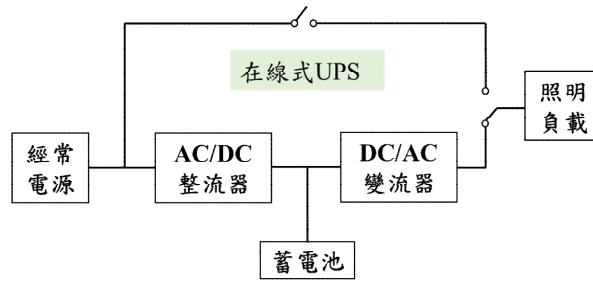 在線式UPS
照明
負載
經常
電源
AC/DC
整流器
DC/AC
變流器
蓄電池